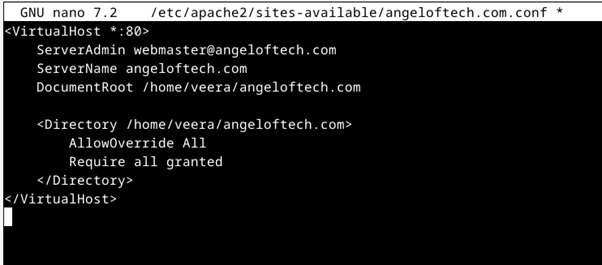 GNU nano 7.2 /etc/apache2/sites-available/angeloftech.com.conf *
<VirtualHost *:80>
    ServerAdmin webmaster@angeloftech.com
    ServerName angeloftech.com
    DocumentRoot /home/veera/angeloftech.com
    <Directory /home/veera/angeloftech.com>
        AllowOverride All
        Require all granted
    </Directory>
</VirtualHost>